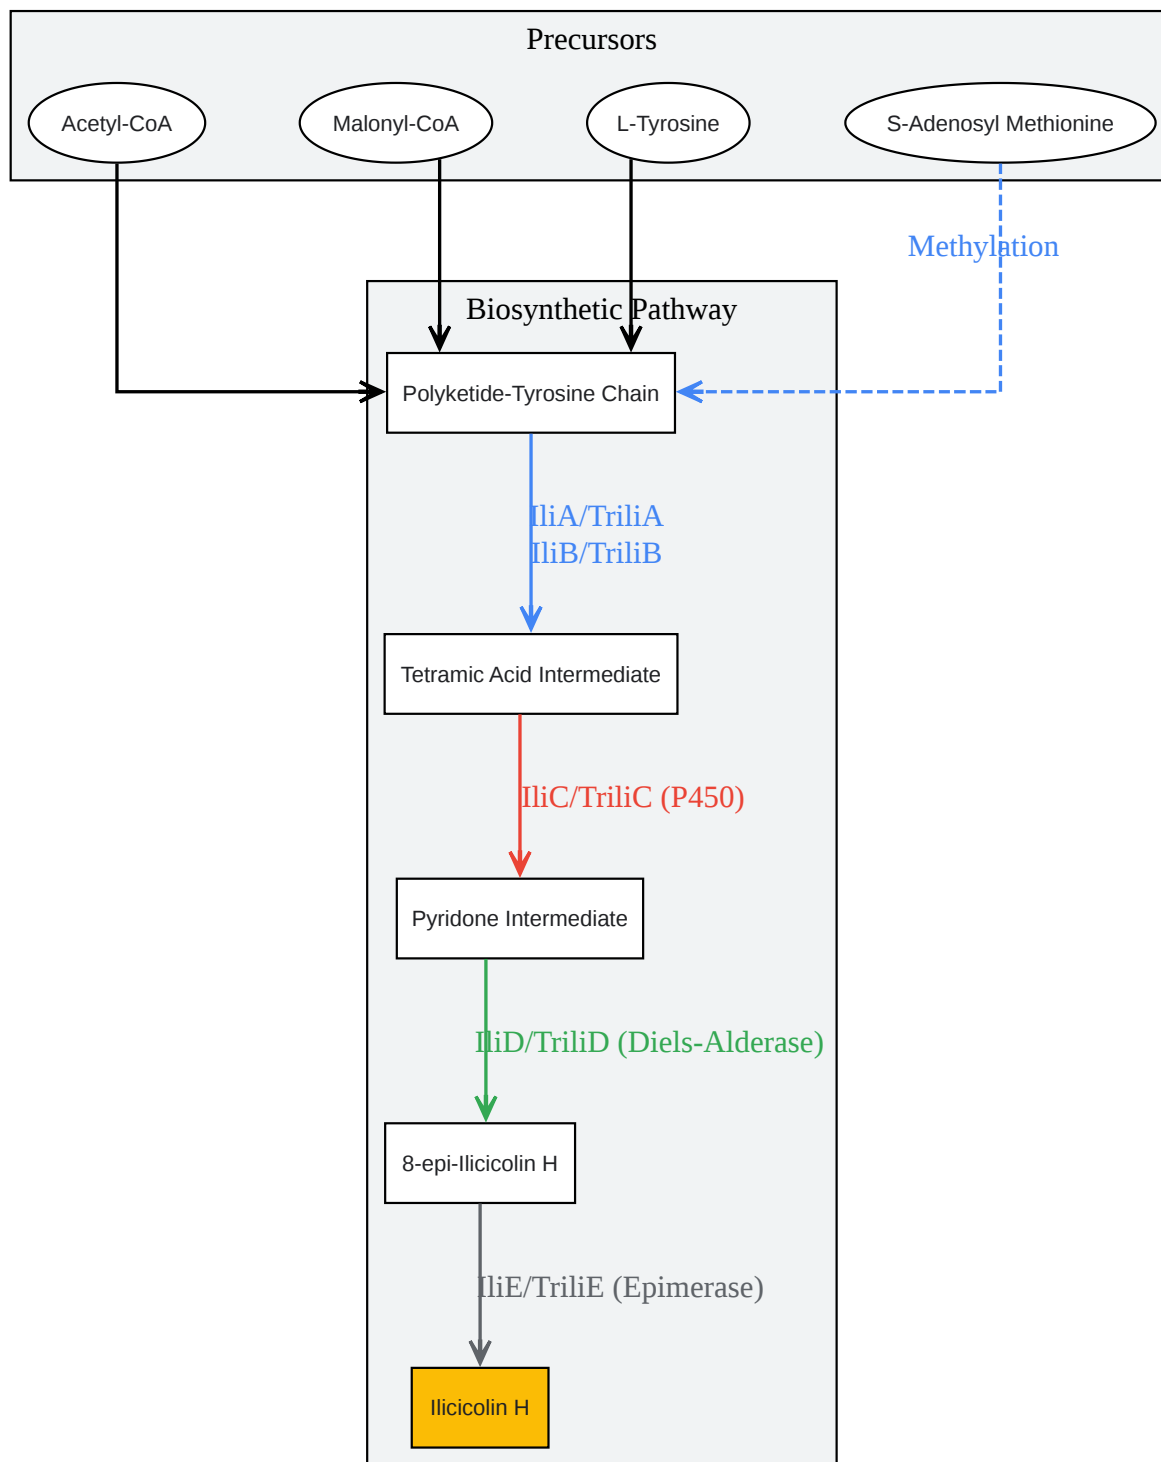 Precursors
Acetyl-CoA
Malonyl-CoA
L-Tyrosine
S-Adenosyl Methionine
Methylation
Biosynthetic Pathway
Polyketide-Tyrosine Chain
IliA/TriliA
IliB/TriliB
Tetramic Acid Intermediate
IliC/TriliC (P450)
Pyridone Intermediate
IliD/TriliD (Diels-Alderase)
8-epi-Ilicicolin H
IliE/TriliE (Epimerase)
Ilicicolin H